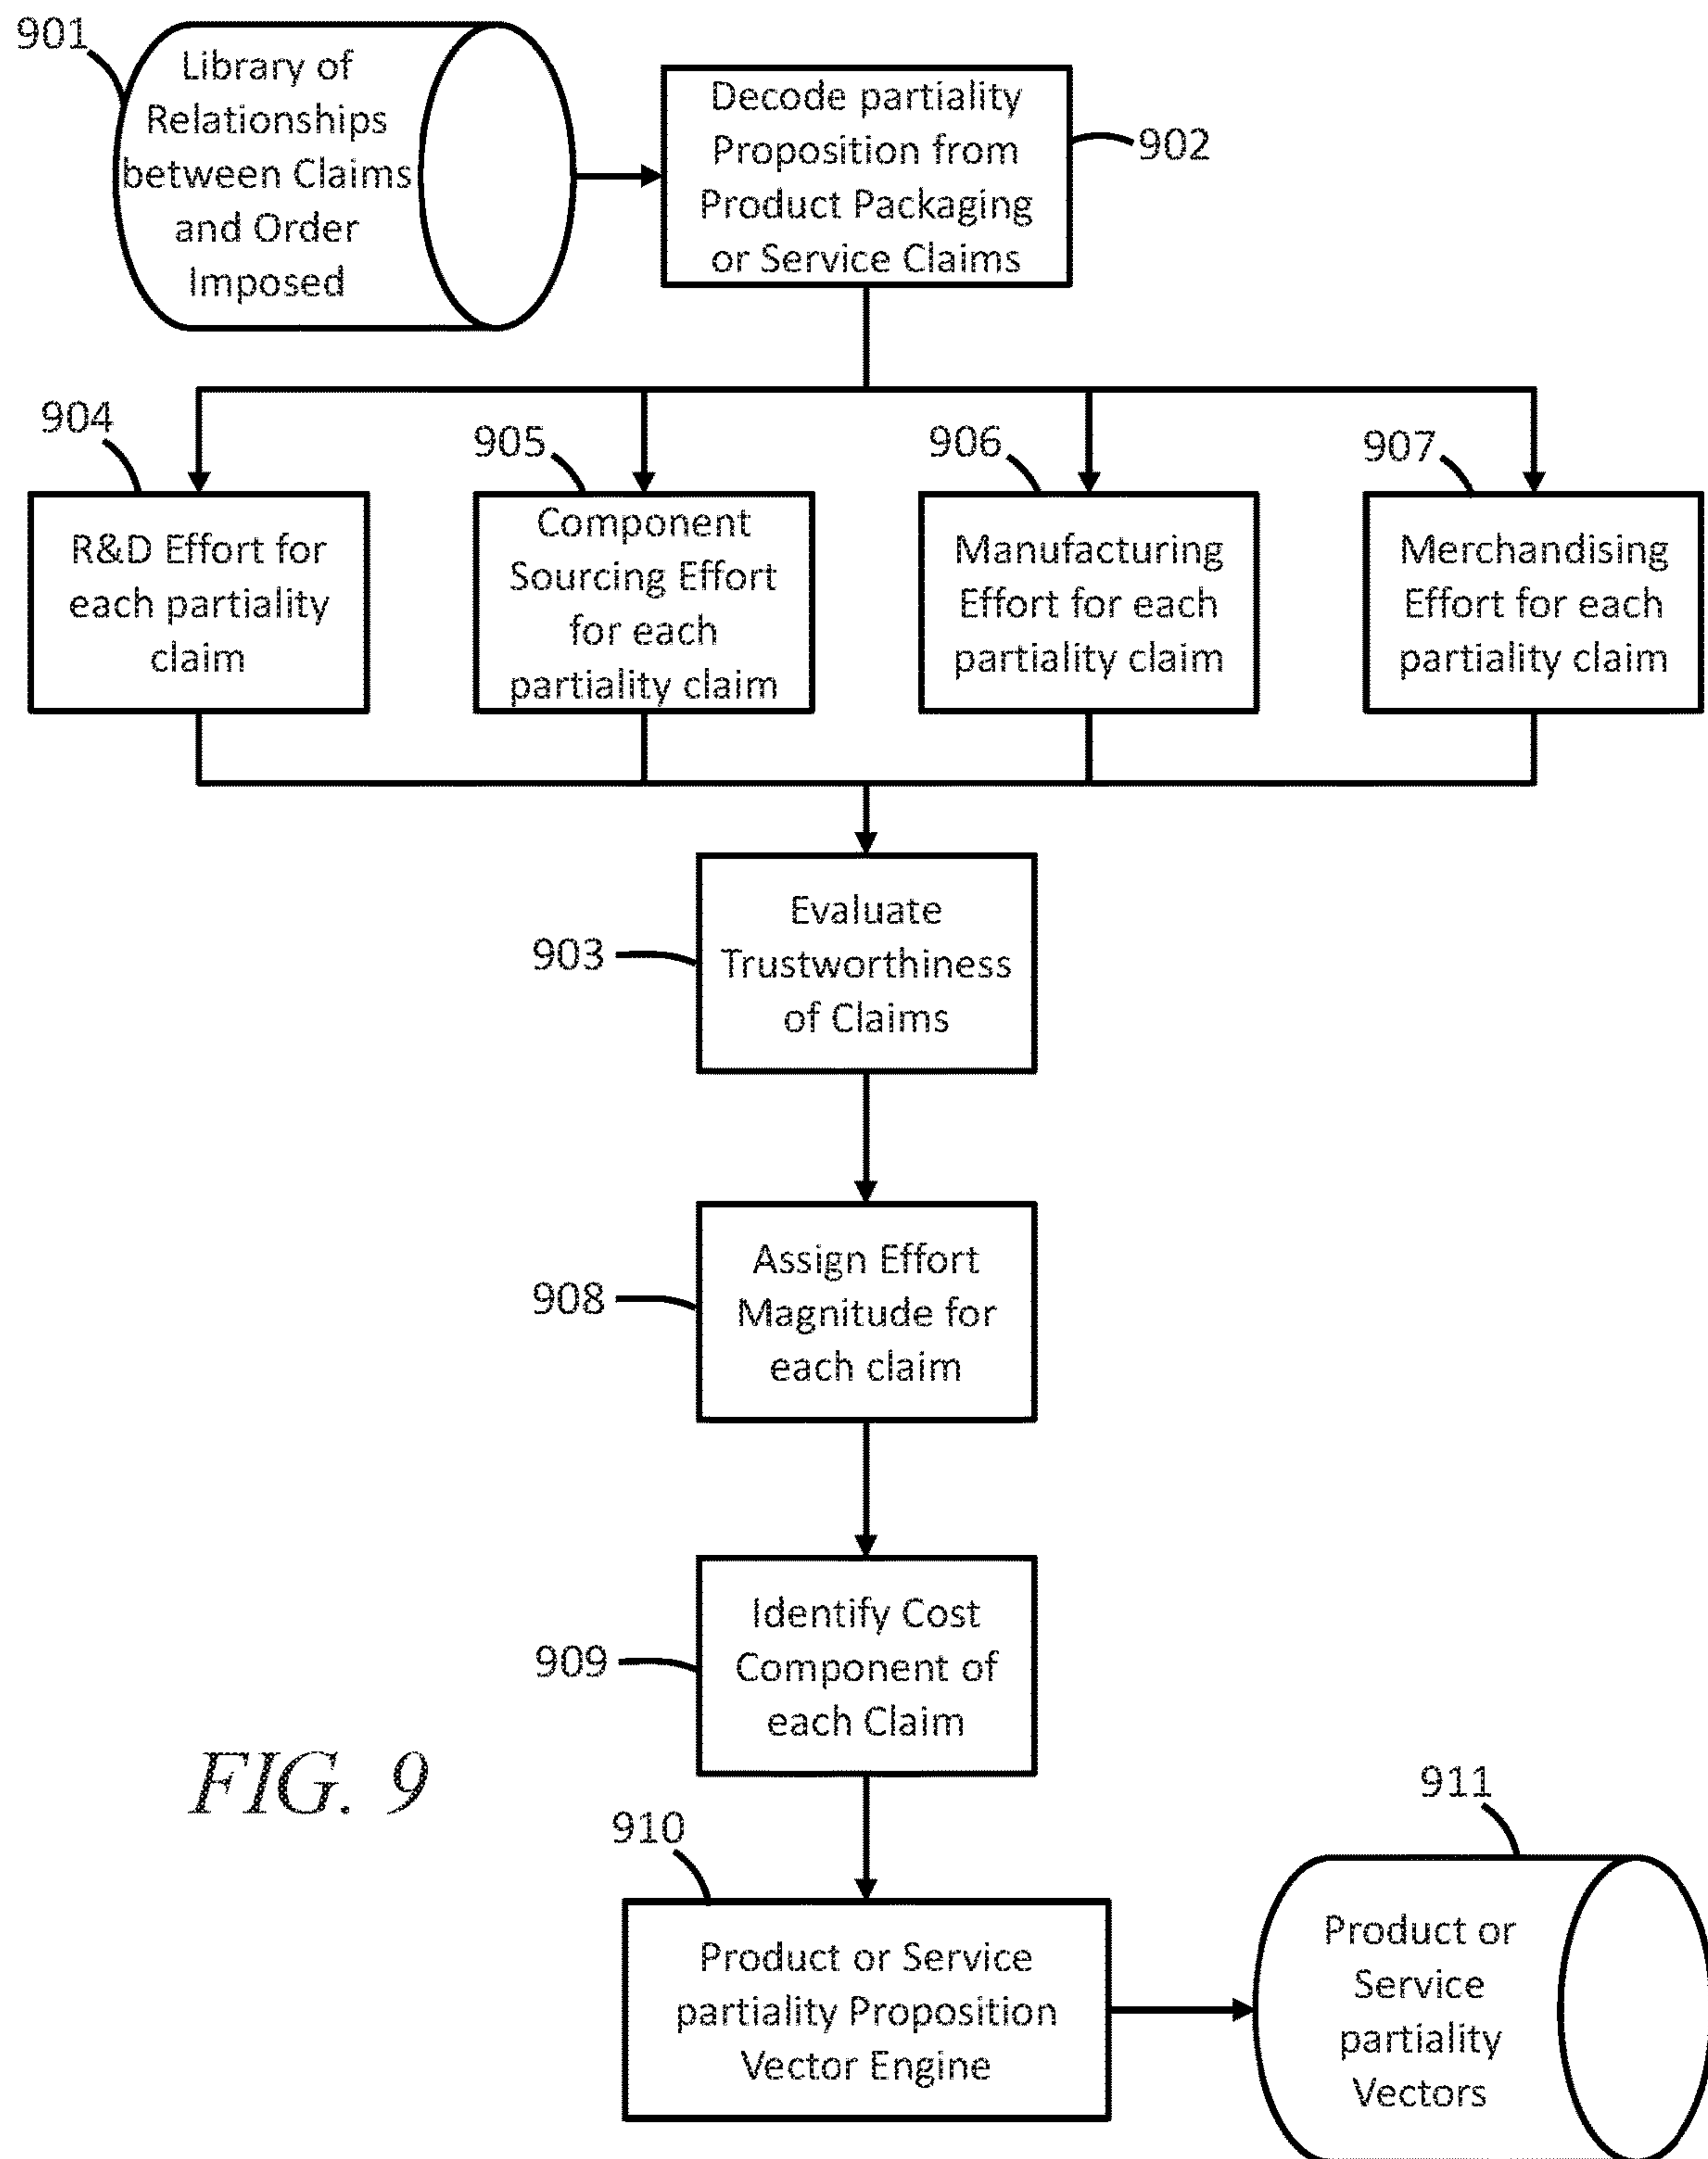 901
Library of
Relationships
between Claims
and Order
Imposed
Decode partiality
Proposition from
Product Packaging
or Service Claims
902
904
R&D Effort for
each partiality
claim
905
Component
Sourcing Effort
for each
partiality claim
906
Manufacturing
Effort for each
partiality claim
907
Merchandising
Effort for each
partiality claim
903
Evaluate
Trustworthiness
of Claims
908
Assign Effort
Magnitude for
each claim
909
Identify Cost
Component of
each Claim
FIG. 9
910
Product or Service
partiality Proposition
Vector Engine
911
Product or
Service
partiality
Vectors